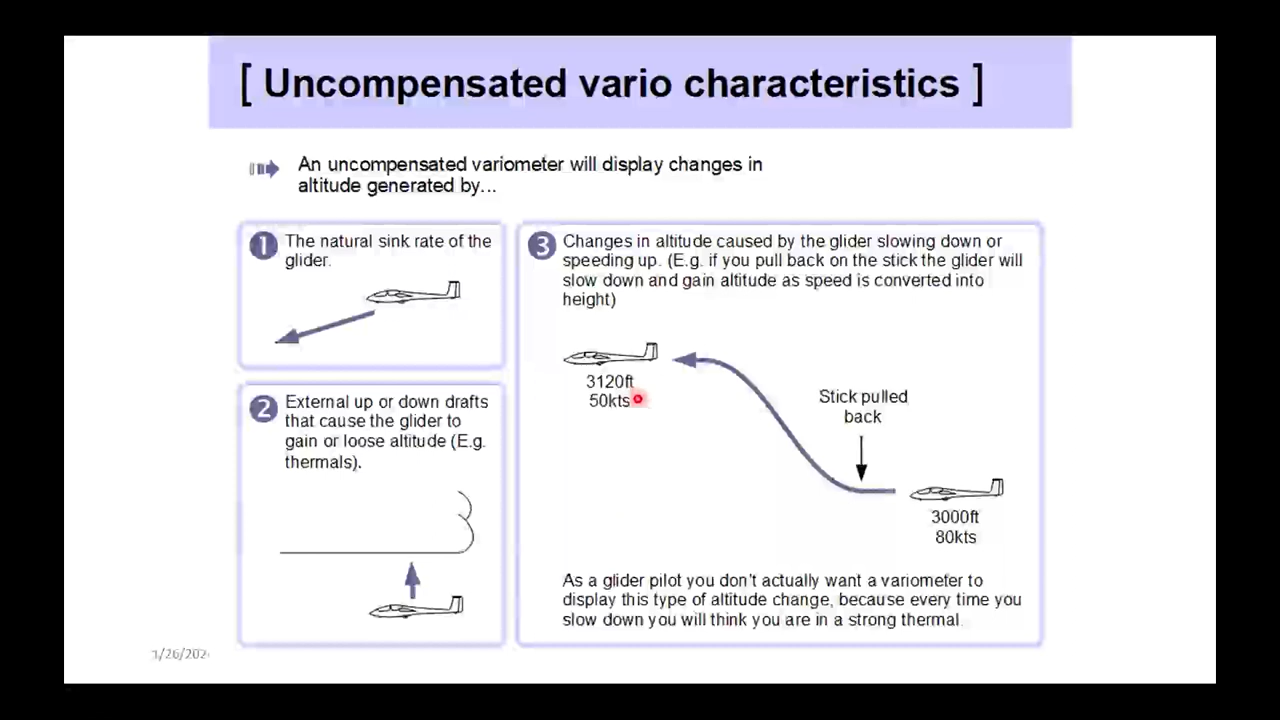 [ Uncompensated vario characteristics ]
An uncompensated variometer will display changes in
altitude generated by...
1 The natural sink rate of the
glider.
2 External up or down drafts
that cause the glider to
gain or loose altitude (E.g.
thermals).
3 Changes in altitude caused by the glider slowing down or
speeding up. (E.g. if you pull back on the stick the glider will
slow down and gain altitude as speed is converted into
height)
3120ft
50kts
Stick pulled
back
3000ft
80kts
As a glider pilot you don't actually want a variometer to
display this type of altitude change, because every time you
slow down you will think you are in a strong thermal.